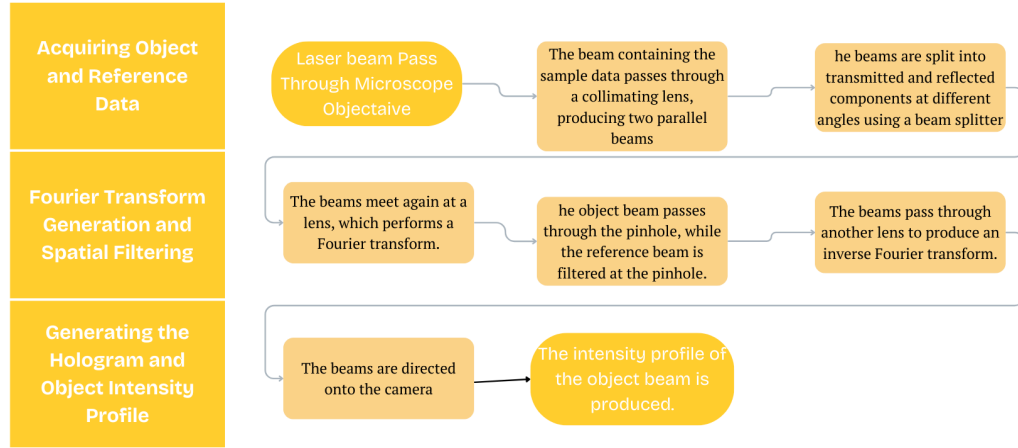 Acquiring Object
and Reference
Data
Laser beam Pass
Through Microscope
Objectaive
The beam containing the
sample data passes through
a collimating lens,
producing two parallel
beams
he beams are split into
transmitted and reflected
components at different
angles using a beam splitter
Fourier Transform
Generation and
Spatial Filtering
The beams meet again at a
lens, which performs a
Fourier transform.
he object beam passes
through the pinhole, while
the reference beam is
filtered at the pinhole.
The beams pass through
another lens to produce an
inverse Fourier transform.
Generating the
Hologram and
Object Intensity
Profile
The beams are directed
onto the camera
The intensity profile of
the object beam is
produced.